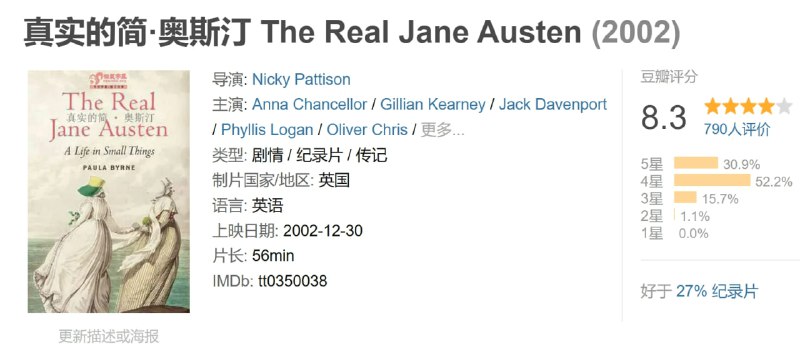 真实的简·奥斯汀 The Real Jane Austen (2002)
The Real
真实的简·奥斯汀
Jane Austen
A Life in Small Things
PAULA BYRNE
更新描述或海报
导演: Nicky Pattison
主演: Anna Chancellor / Gillian Kearney / Jack Davenport
/ Phyllis Logan / Oliver Chris / 更多...
类型: 剧情 / 纪录片 / 传记
制片国家/地区: 英国
语言: 英语
上映日期: 2002-12-30
片长: 56min
IMDb: tt0350038
豆瓣评分
8.3
790人评价
5星 30.9%
4星 52.2%
3星 15.7%
2星 1.1%
1星 0.0%
好于 27% 纪录片